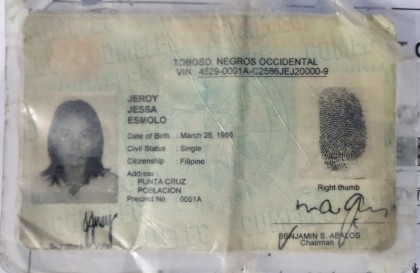 TOBOSO, NEGROS OCCIDENTAL
VIN 4529-0001A-C2586JEJ20000-9
JEROY
JESSA
ESMOLO
Date of Birth : March 25, 1986
Civil Status : Single
Citizenship : Filipino
Address :
PUNTA CRUZ
POBLACION
Precinct No : 0001A
Right thumb
BENJAMIN S. ABALOS
Chairman